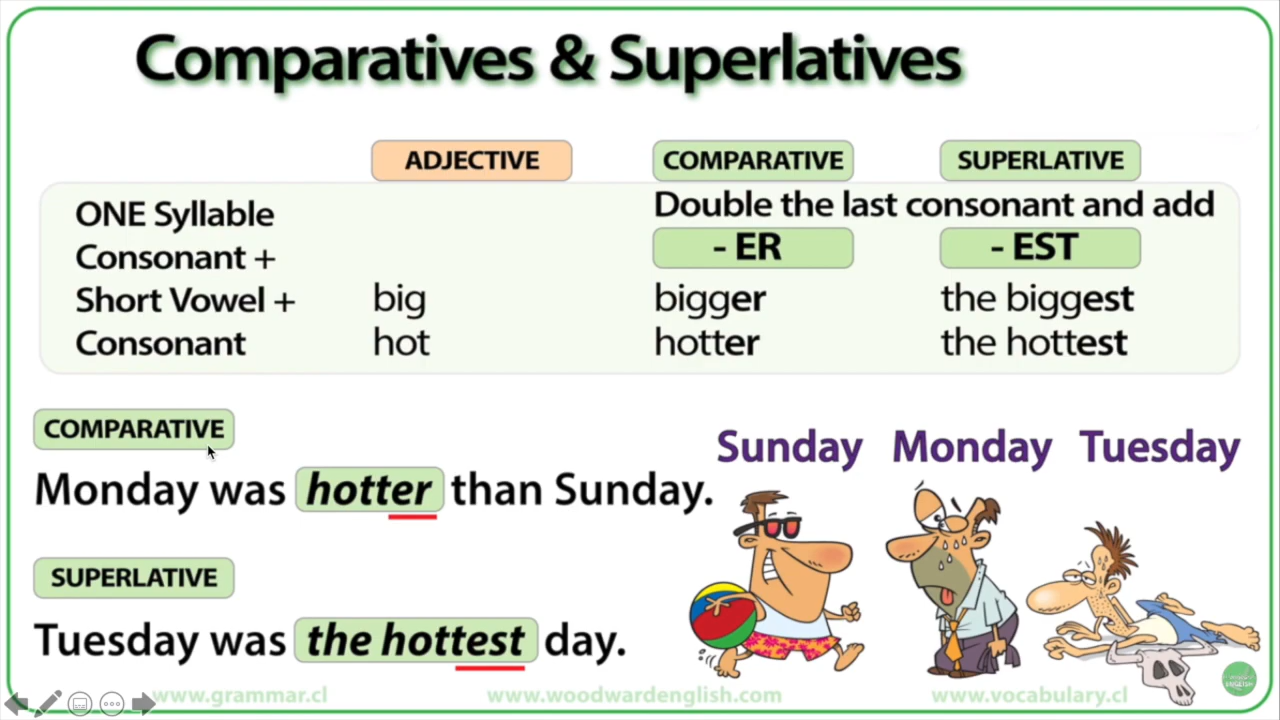 Comparatives & Superlatives
ADJECTIVE COMPARATIVE SUPERLATIVE
ONE Syllable Double the last consonant and add
Consonant + - ER - EST
Short Vowel + big bigger the biggest
Consonant hot hotter the hottest
COMPARATIVE
Monday was hotter than Sunday.
SUPERLATIVE
Tuesday was the hottest day.
Sunday Monday Tuesday
www.grammar.cl www.woodwardenglish.com www.vocabulary.cl
ENGLISH